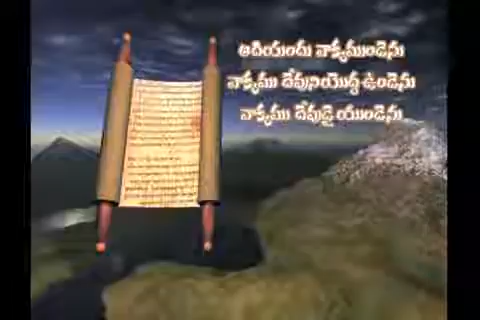 ఆదియందు వాక్యముండెను
వాక్యము దేవునియొద్ద ఉండెను
వాక్యము దేవుడై యుండెను